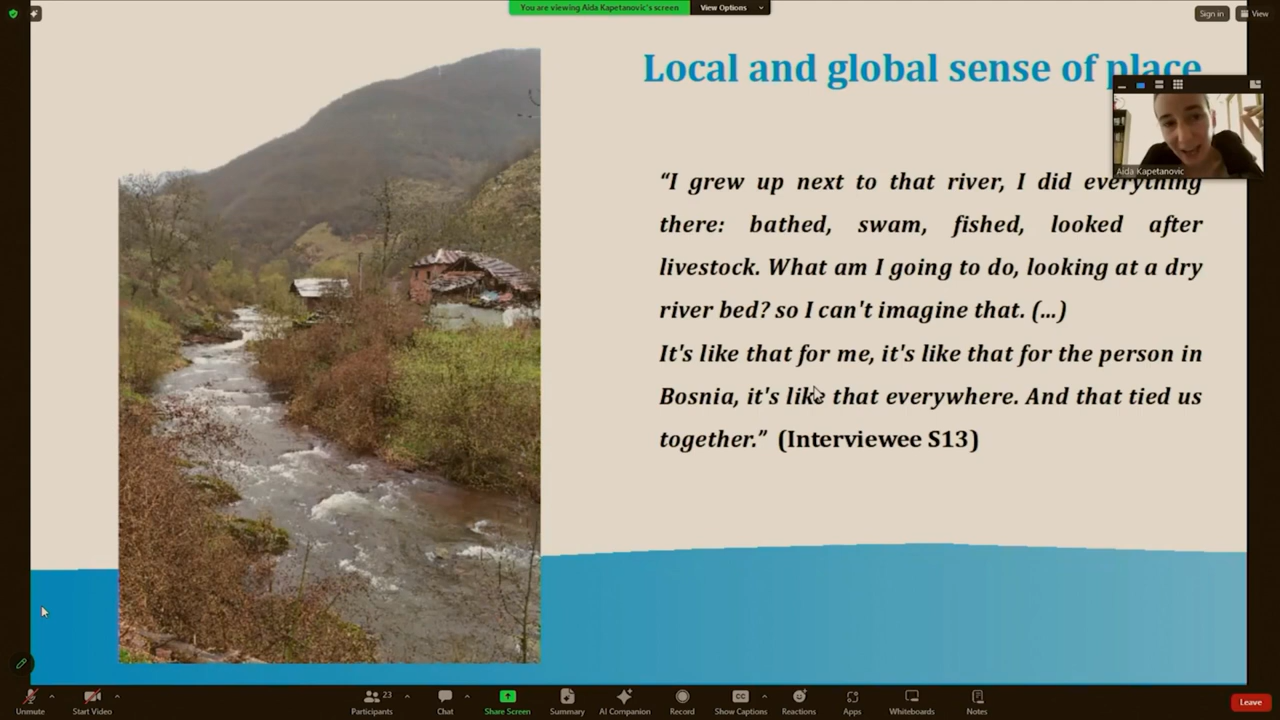 You are viewing Aida Kapetanovic's screen
View Options
Sign in
View
Local and global sense of place
Aida Kapetanovic
“I grew up next to that river, I did everything
there: bathed, swam, fished, looked after
livestock. What am I going to do, looking at a dry
river bed? so I can't imagine that. (...)
It's like that for me, it's like that for the person in
Bosnia, it's like that everywhere. And that tied us
together.” (Interviewee S13)
Unmute
Start Video
23
Participants
Chat
Share Screen
Summary
AI Companion
Record
CC
Show Captions
Reactions
Apps
Whiteboards
Notes
Leave